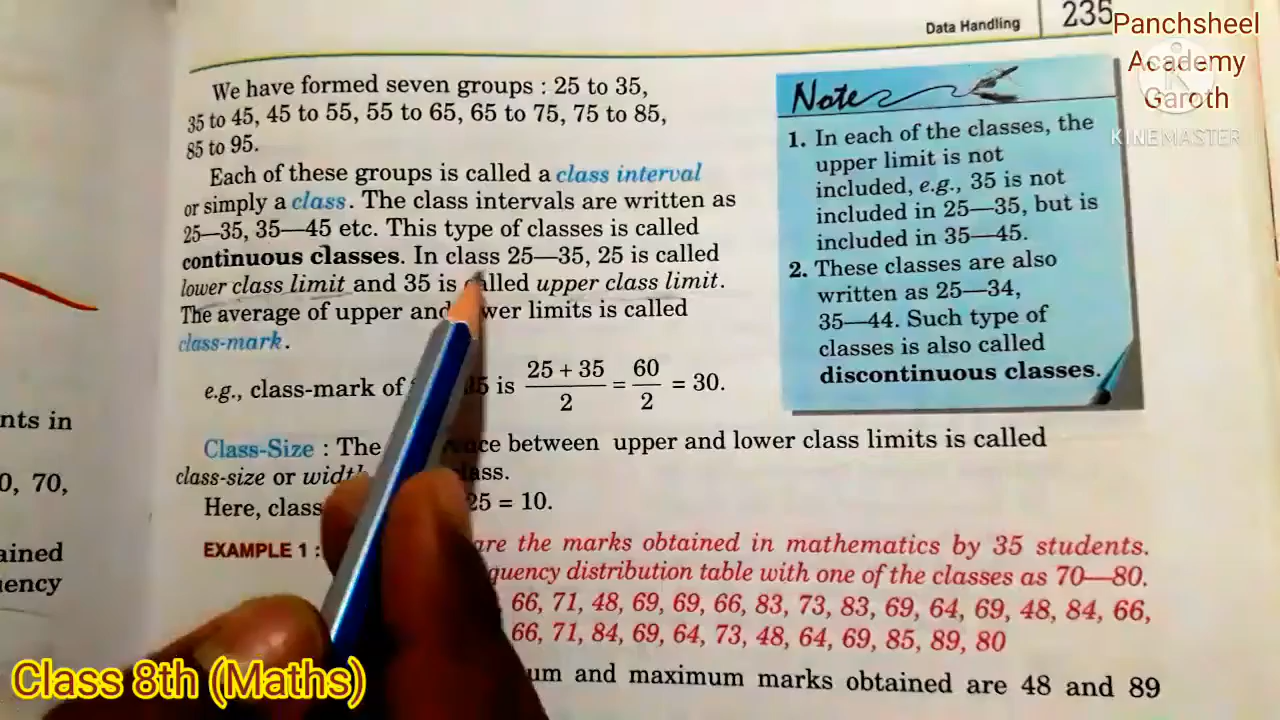 Data Handling 235
Panchsheel
Academy
Garoth
KINEMASTER
We have formed seven groups : 25 to 35,
35 to 45, 45 to 55, 55 to 65, 65 to 75, 75 to 85,
85 to 95.
Each of these groups is called a class interval
or simply a class. The class intervals are written as
25—35, 35—45 etc. This type of classes is called
continuous classes. In class 25—35, 25 is called
lower class limit and 35 is called upper class limit.
The average of upper and lower limits is called
class-mark.
e.g., class-mark of is 25 + 35 / 2 = 60 / 2 = 30.
Class-Size : The between upper and lower class limits is called
class-size or width
Here, class 25 = 10.
Note
1. In each of the classes, the
upper limit is not
included, e.g., 35 is not
included in 25—35, but is
included in 35—45.
2. These classes are also
written as 25—34,
35—44. Such type of
classes is also called
discontinuous classes.
EXAMPLE 1 : are the marks obtained in mathematics by 35 students.
distribution table with one of the classes as 70—80.
66, 71, 48, 69, 69, 66, 83, 73, 83, 69, 64, 69, 48, 84, 66,
66, 71, 84, 69, 64, 73, 48, 64, 69, 85, 89, 80
and maximum marks obtained are 48 and 89
nts in
0, 70,
ained
ency
Class 8th (Maths)